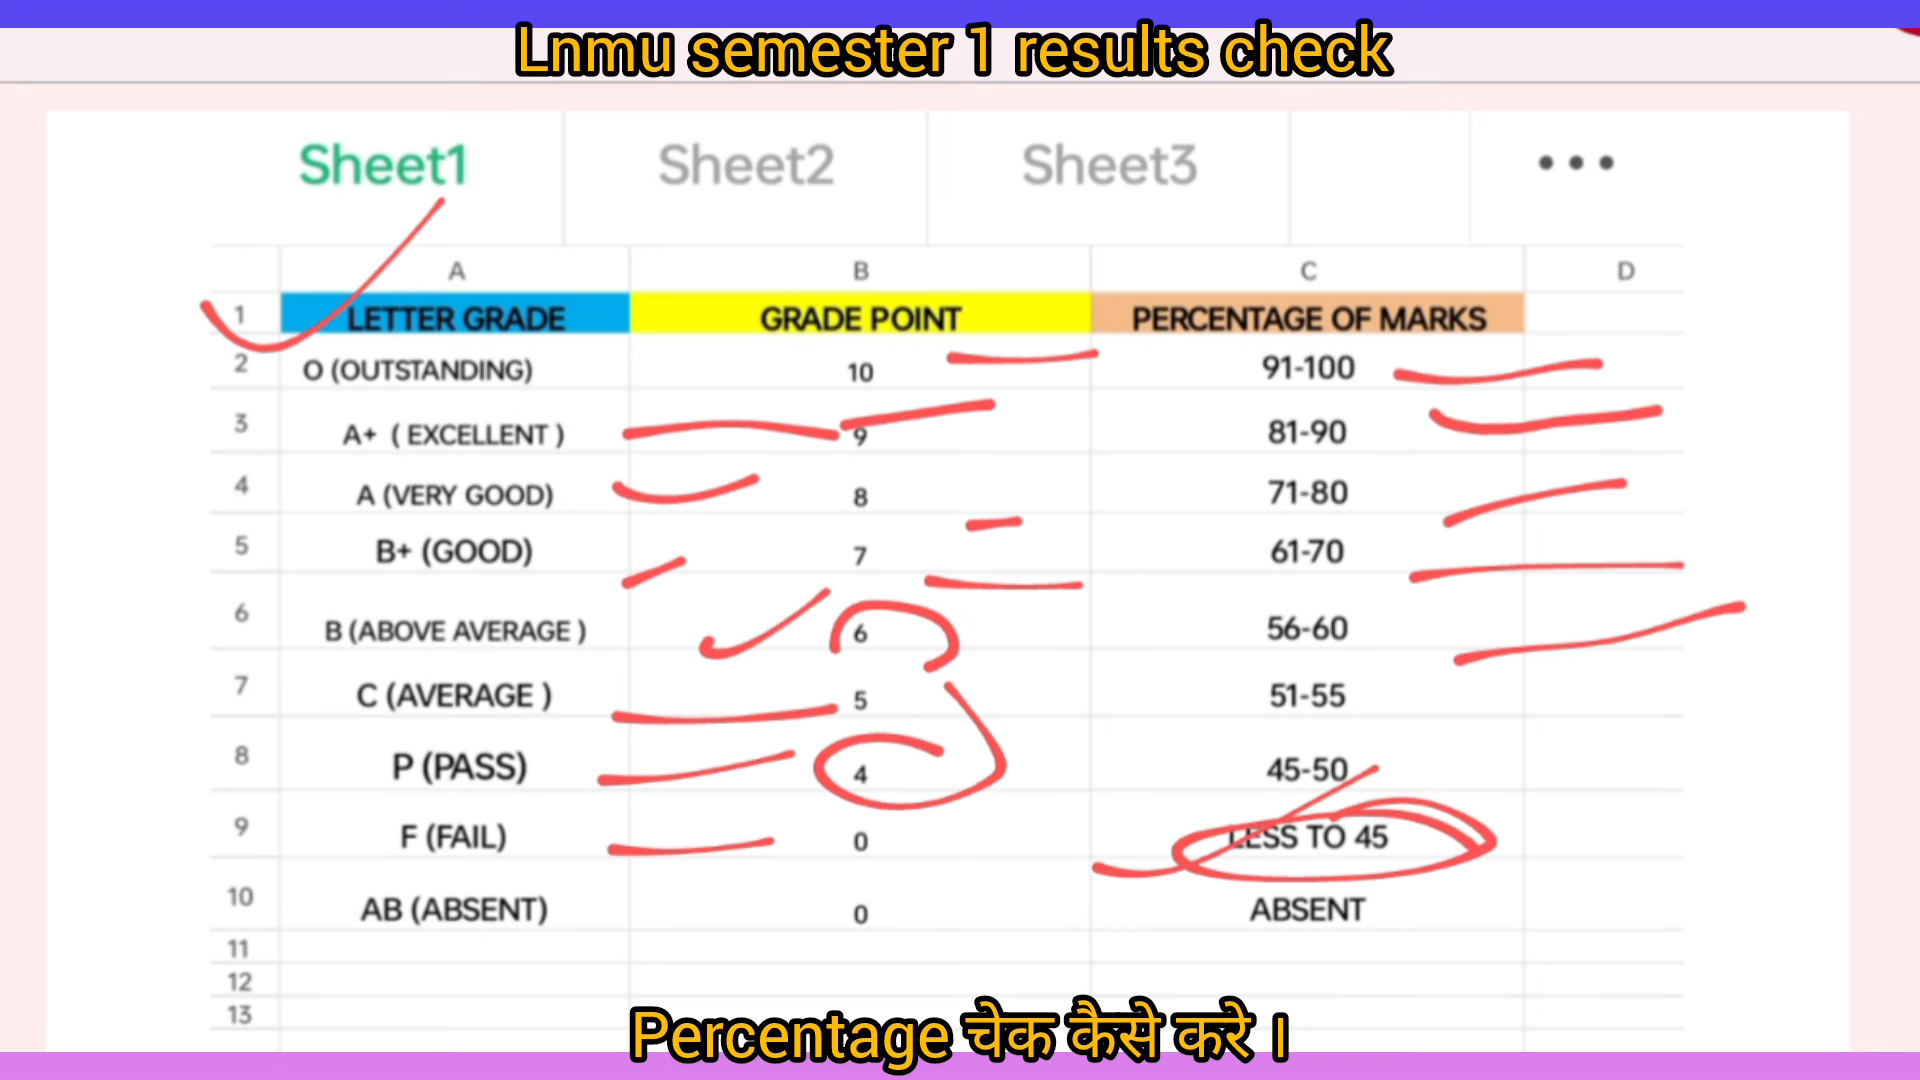 Lnmu semester 1 results check
Sheet1 Sheet2 Sheet3 •••
A B C D
1 LETTER GRADE GRADE POINT PERCENTAGE OF MARKS
2 O (OUTSTANDING) 10 91-100
3 A+ ( EXCELLENT ) 9 81-90
4 A (VERY GOOD) 8 71-80
5 B+ (GOOD) 7 61-70
6 B (ABOVE AVERAGE ) 6 56-60
7 C (AVERAGE ) 5 51-55
8 P (PASS) 4 45-50
9 F (FAIL) 0 LESS TO 45
10 AB (ABSENT) 0 ABSENT
11
12
13
Percentage चेक कैसे करे ।